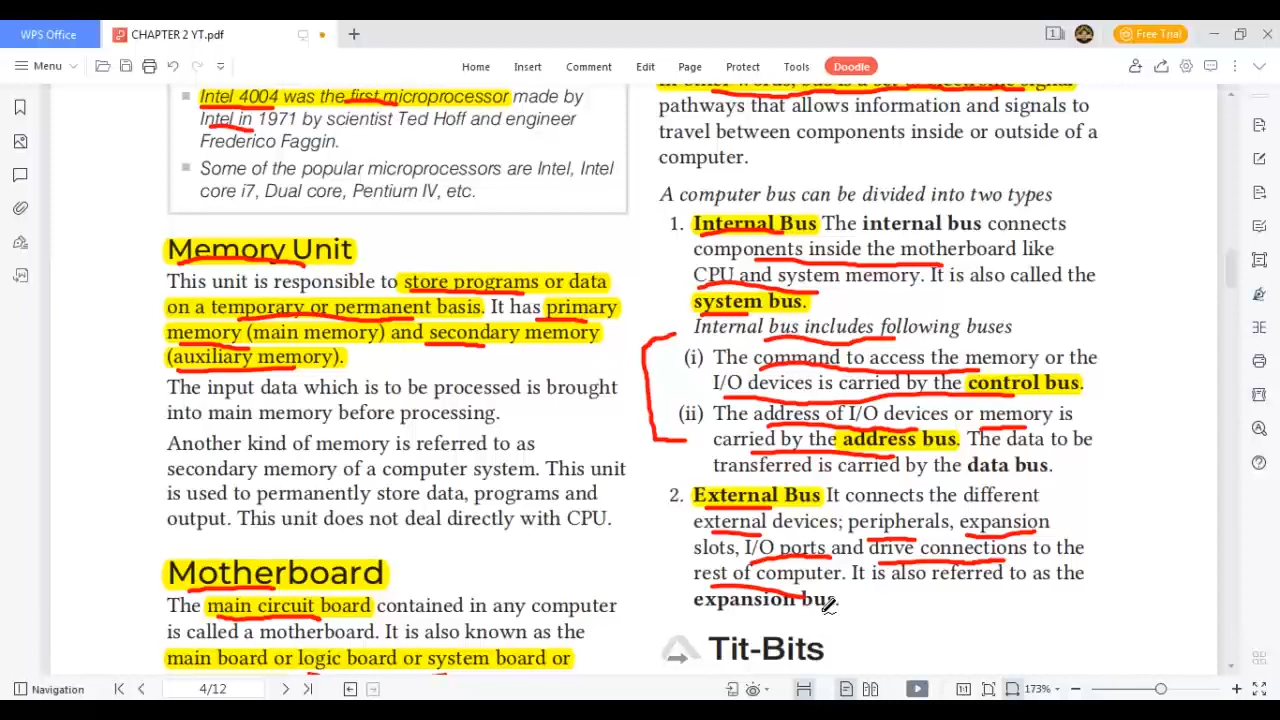 WPS Office
CHAPTER 2 YT.pdf
Free Trial
Menu
Home
Insert
Comment
Edit
Page
Protect
Tools
Doodle
Intel 4004 was the first microprocessor made by
Intel in 1971 by scientist Ted Hoff and engineer
Federico Faggin.
Some of the popular microprocessors are Intel, Intel
core i7, Dual core, Pentium IV, etc.
Memory Unit
This unit is responsible to store programs or data
on a temporary or permanent basis. It has primary
memory (main memory) and secondary memory
(auxiliary memory).
The input data which is to be processed is brought
into main memory before processing.
Another kind of memory is referred to as
secondary memory of a computer system. This unit
is used to permanently store data, programs and
output. This unit does not deal directly with CPU.
Motherboard
The main circuit board contained in any computer
is called a motherboard. It is also known as the
main board or logic board or system board or
In other words, bus is a set of electronic signal
pathways that allows information and signals to
travel between components inside or outside of a
computer.
A computer bus can be divided into two types
1. Internal Bus The internal bus connects
components inside the motherboard like
CPU and system memory. It is also called the
system bus.
Internal bus includes following buses
(i) The command to access the memory or the
I/O devices is carried by the control bus.
(ii) The address of I/O devices or memory is
carried by the address bus. The data to be
transferred is carried by the data bus.
2. External Bus It connects the different
external devices; peripherals, expansion
slots, I/O ports and drive connections to the
rest of computer. It is also referred to as the
expansion bus.
Tit-Bits
Navigation
4/12
173%